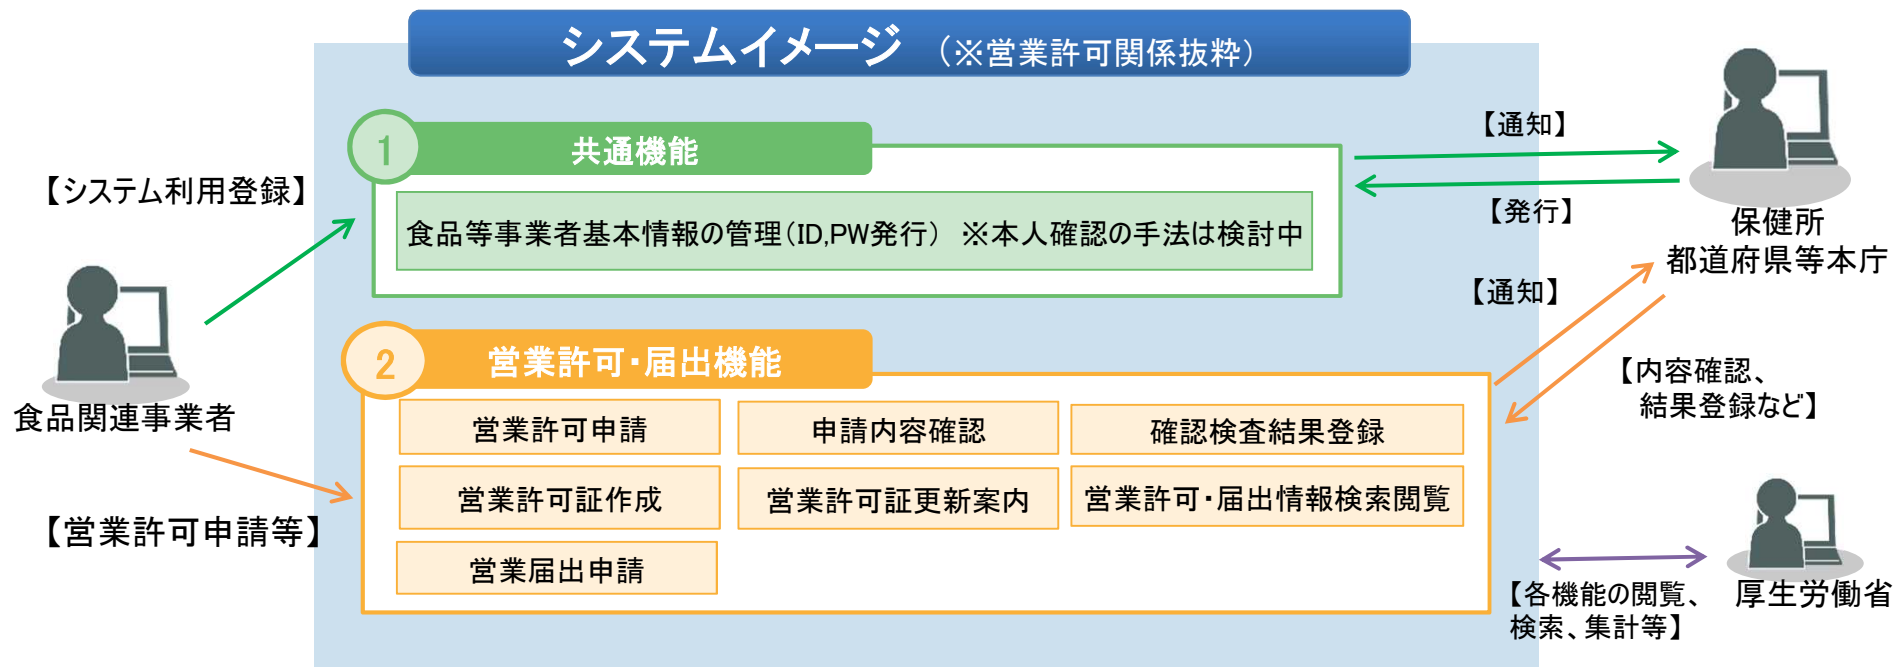 システムイメージ （※営業許可関係抜粋）
1 共通機能
食品等事業者基本情報の管理（ID,PW発行） ※本人確認の手法は検討中
【システム利用登録】
食品関連事業者
【営業許可申請等】
2 営業許可・届出機能
営業許可申請 申請内容確認 確認検査結果登録
営業許可証作成 営業許可証更新案内 営業許可・届出情報検索閲覧
営業届出申請
【通知】
【発行】
保健所
都道府県等本庁
【通知】
【内容確認、
結果登録など】
【各機能の閲覧、
検索、集計等】
厚生労働省